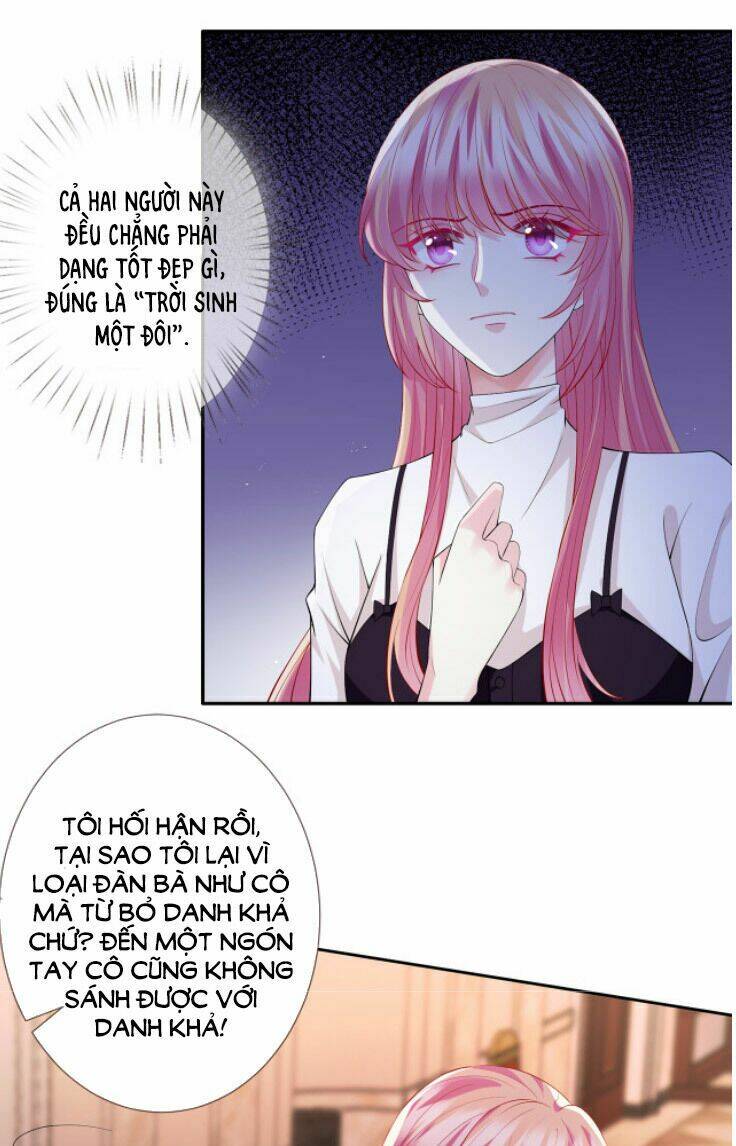 CẢ HAI NGƯỜI NÀY
ĐỀU CHẲNG PHẢI
DẠNG TỐT ĐẸP GÌ,
ĐÚNG LÀ "TRỜI SINH
MỘT ĐÔI".
TÔI HỐI HẬN RỒI,
TẠI SAO TÔI LẠI VÌ
LOẠI ĐÀN BÀ NHƯ CÔ
MÀ TỪ BỎ DANH KHẢ
CHỨ? ĐẾN MỘT NGÓN
TAY CÔ CŨNG KHÔNG
SÁNH ĐƯỢC VỚI
DANH KHẢ!